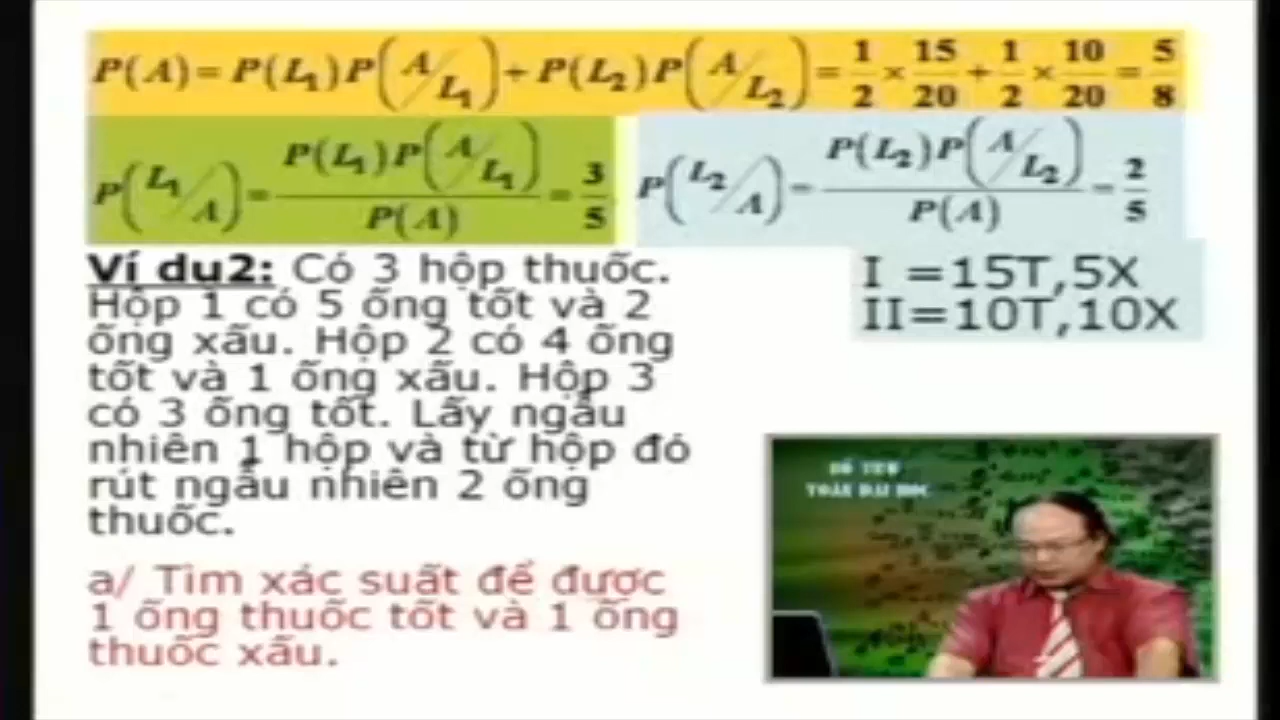 P(A)= P(L₁)P(A/L₁)+P(L₂)P(A/L₂)=1/2×15/20+1/2×10/20=5/8
P(L₁/A)=P(L₁)P(A/L₁)/P(A)=3/5
P(L₂/A)=P(L₂)P(A/L₂)/P(A)=2/5
Ví dụ2: Có 3 hộp thuốc.
Hộp 1 có 5 ống tốt và 2
ống xấu. Hộp 2 có 4 ống
tốt và 1 ống xấu. Hộp 3
có 3 ống tốt. Lấy ngẫu
nhiên 1 hộp và từ hộp đó
rút ngẫu nhiên 2 ống
thuốc.
a/ Tìm xác suất để được
1 ống thuốc tốt và 1 ống
thuốc xấu.
I =15T,5X
II=10T,10X
TOÁN ĐẠI HỌC